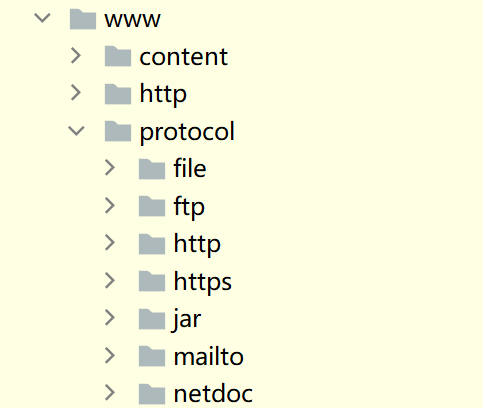 www
content
http
protocol
file
ftp
http
https
jar
mailto
netdoc